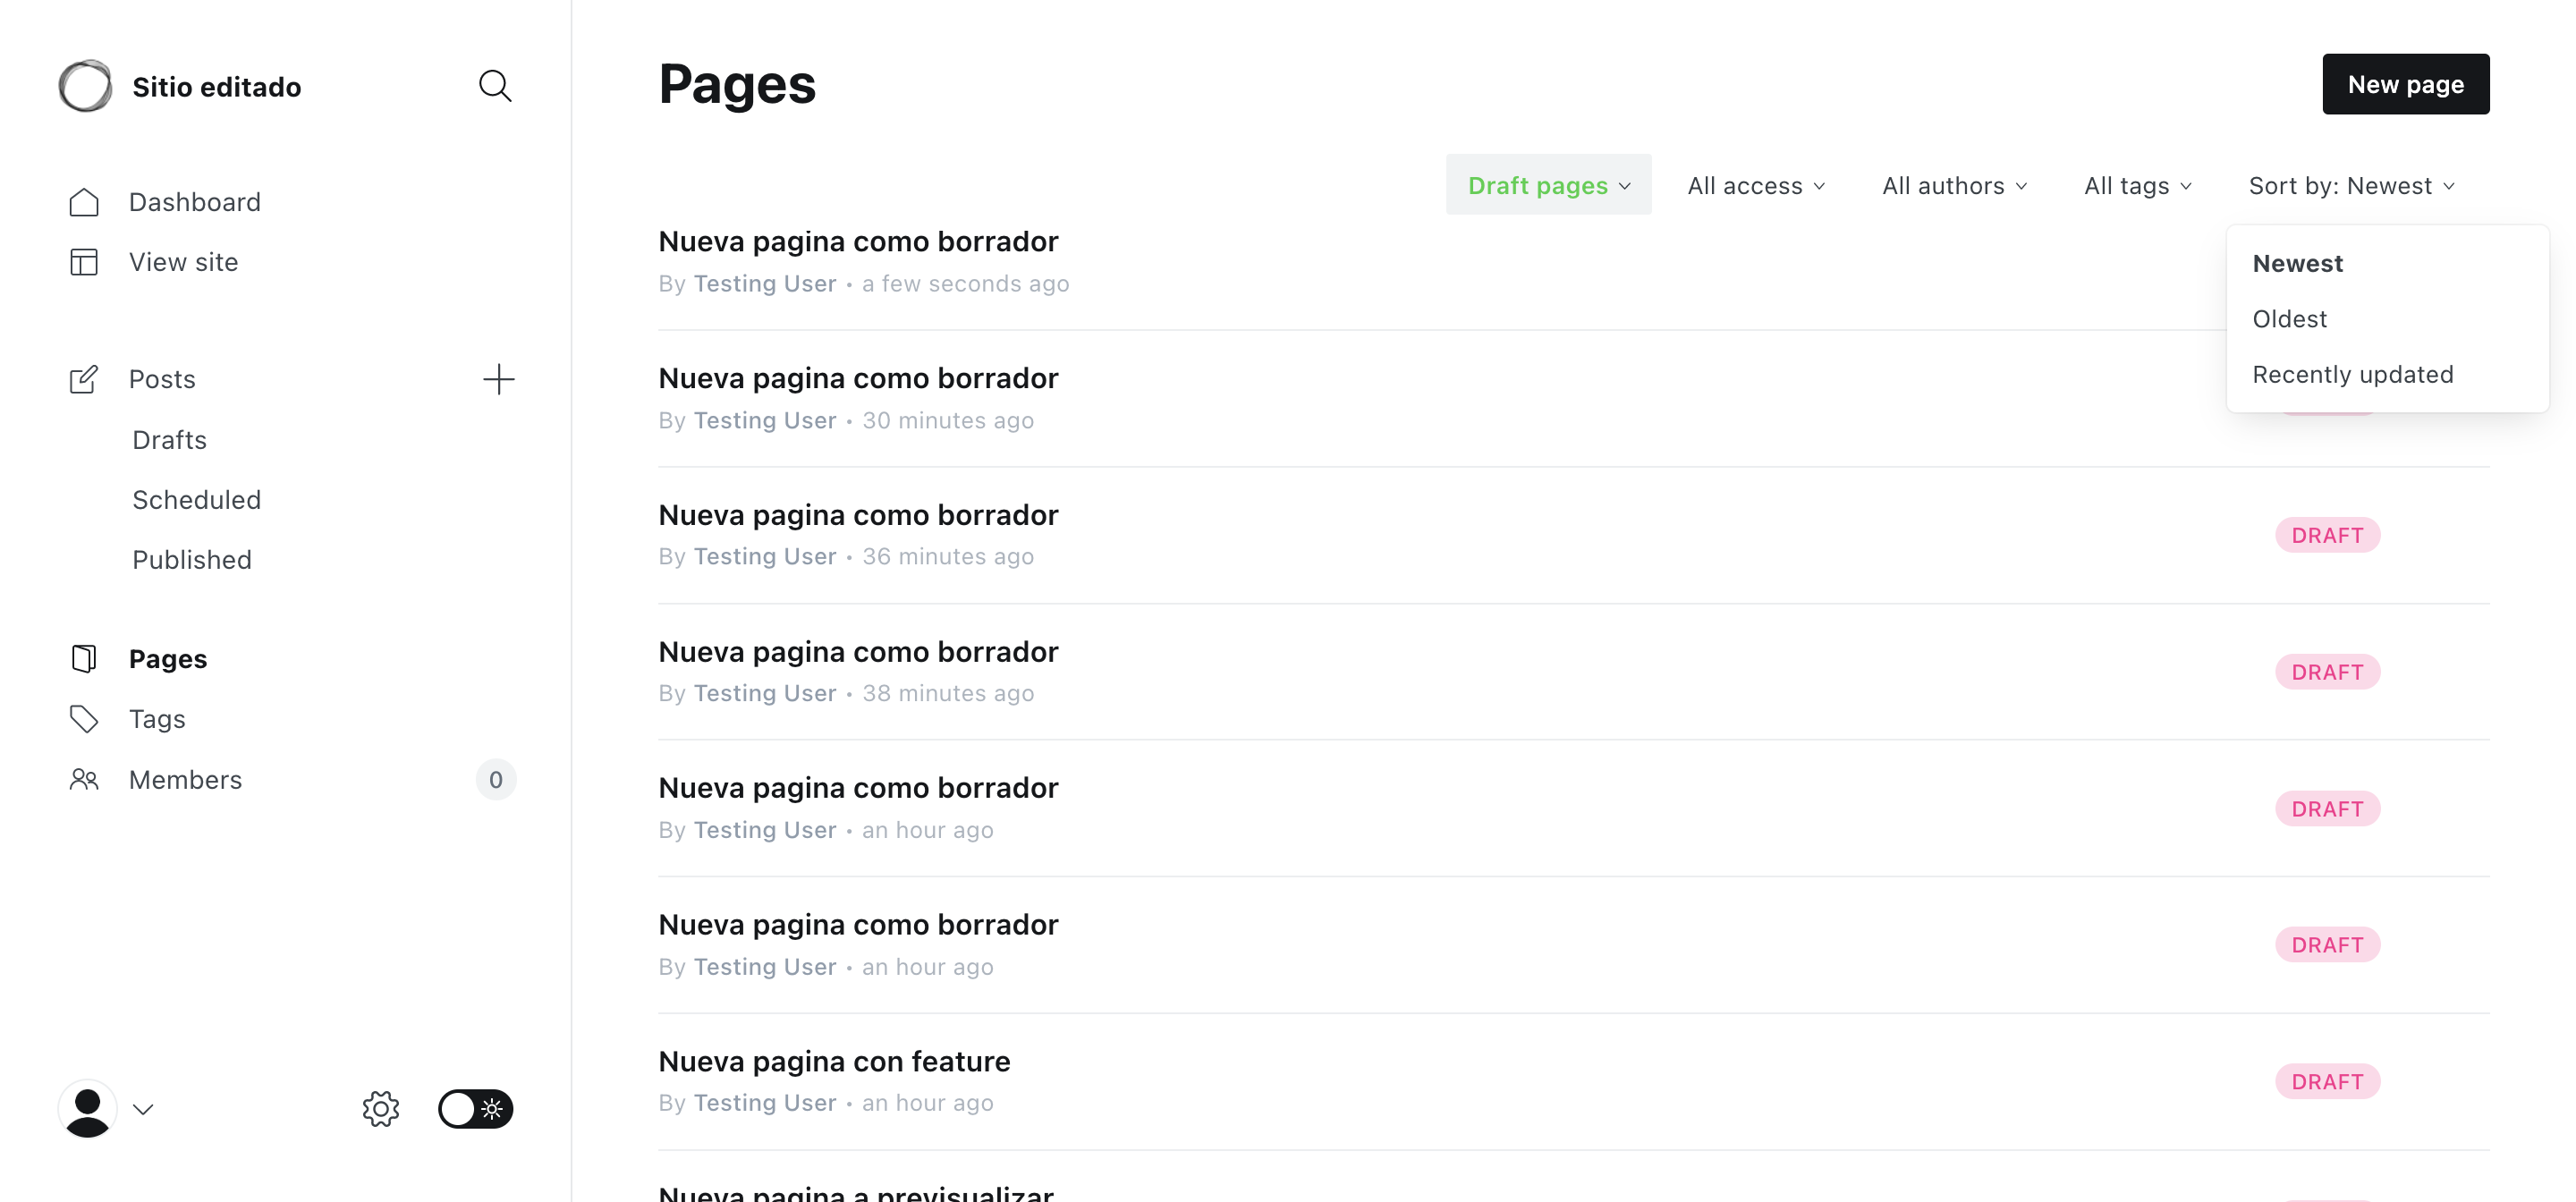 Sitio editado
Dashboard
View site
Posts
Drafts
Scheduled
Published
Pages
Tags
Members 0
Pages
New page
Draft pages All access All authors All tags Sort by: Newest
Newest
Oldest
Recently updated
Nueva pagina como borrador
By Testing User • a few seconds ago
Nueva pagina como borrador
By Testing User • 30 minutes ago
Nueva pagina como borrador
By Testing User • 36 minutes ago
DRAFT
Nueva pagina como borrador
By Testing User • 38 minutes ago
DRAFT
Nueva pagina como borrador
By Testing User • an hour ago
DRAFT
Nueva pagina como borrador
By Testing User • an hour ago
DRAFT
Nueva pagina con feature
By Testing User • an hour ago
DRAFT
Nueva pagina a previsualizar